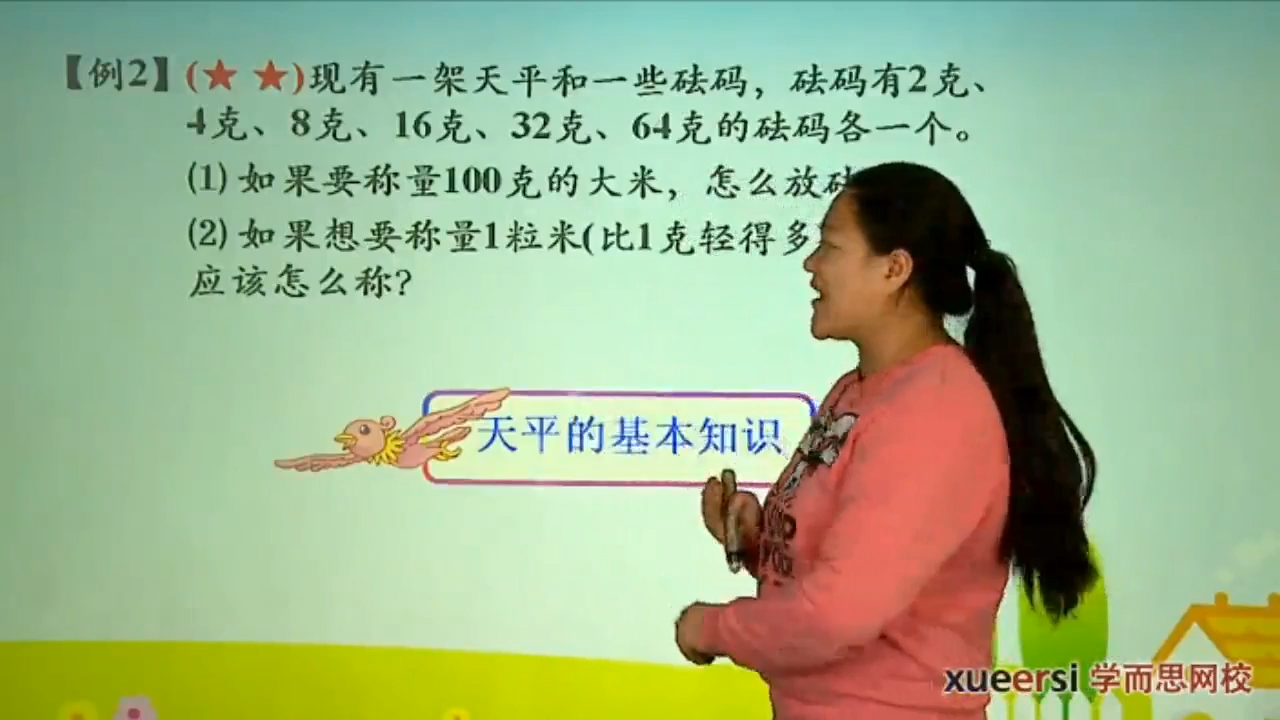 【例2】(★ ★)现有一架天平和一些砝码，砝码有2克、
4克、8克、16克、32克、64克的砝码各一个。
⑴ 如果要称量100克的大米，怎么放砝
⑵ 如果想要称量1粒米(比1克轻得多
应该怎么称?
天平的基本知识
xueersi 学而思网校